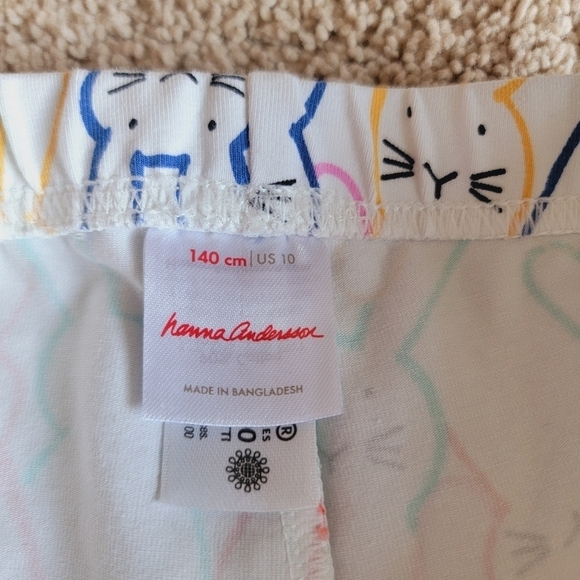 140 cm | US 10
hanna andersson
MADE IN BANGLADESH